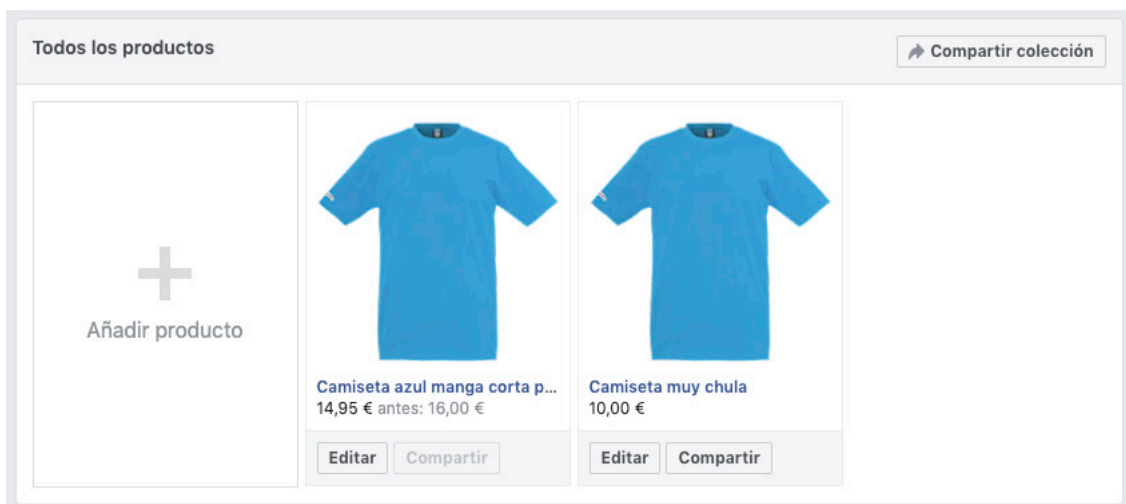 Todos los productos
Compartir colección
Añadir producto
Camiseta azul manga corta p...
14,95 € antes: 16,00 €
Editar
Compartir
Camiseta muy chula
10,00 €
Editar
Compartir